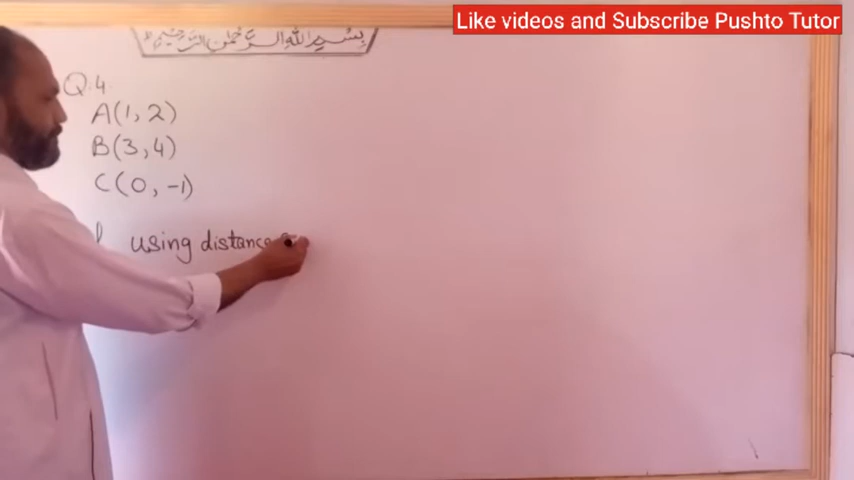 Like videos and Subscribe Pushto Tutor
بسم الله الرحمن الرحيم
Q.4
A(1, 2)
B(3, 4)
C(0, -1)
using distance